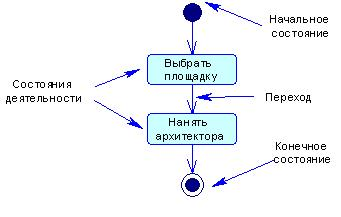 Начальное
состояние
Выбрать
площадку
Состояния
деятельности
Переход
Нанять
архитектора
Конечное
состояние